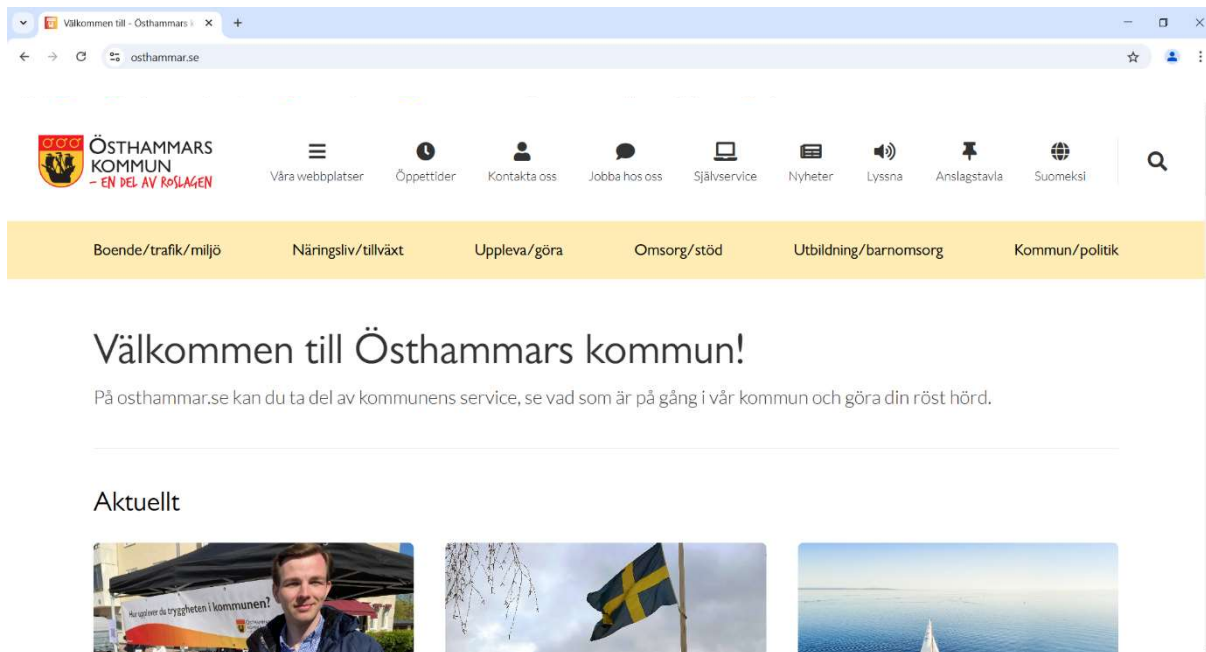 Välkommen till - Östhammars k
osthammar.se
ÖSTHAMMARS
KOMMUN
– EN DEL AV ROSLAGEN
Våra webbplatser Öppettider Kontakta oss Jobba hos oss Självservice Nyheter Lyssna Anslagstavla Suomeksi
Boende/trafik/miljö Näringsliv/tillväxt Uppleva/göra Omsorg/stöd Utbildning/barnomsorg Kommun/politik
Välkommen till Östhammars kommun!
På osthammar.se kan du ta del av kommunens service, se vad som är på gång i vår kommun och göra din röst hörd.
Aktuellt
Hur upplever du tryggheten i kommunen?